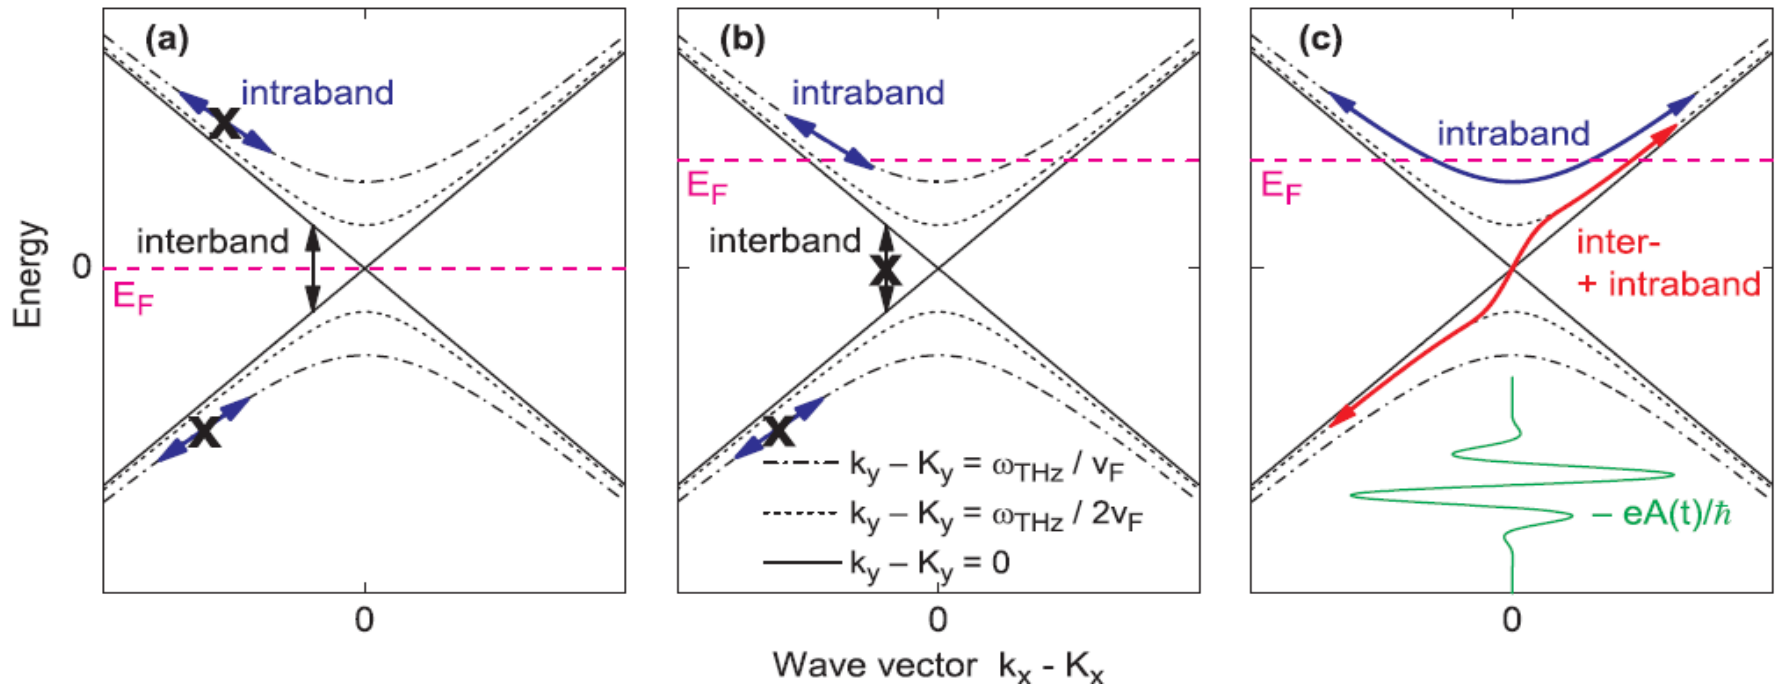 (a)
intraband
X
interband
E_F
X
(b)
intraband
E_F
interband
X
X
k_y – K_y = ω_THz / v_F
k_y – K_y = ω_THz / 2v_F
k_y – K_y = 0
(c)
intraband
E_F
inter-
+ intraband
– eA(t)/ħ
Energy
0
0
0
0
Wave vector k_x - K_x